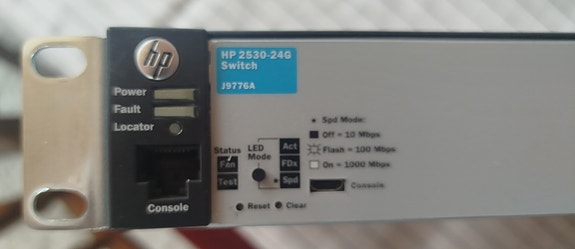 hp
HP 2530-24G
Switch
J9776A
Power
Fault
Locator
Console
Status
Fan
Test
LED
Mode
Act
FDx
Spd
* Spd Mode:
Off = 10 Mbps
Flash = 100 Mbps
On = 1000 Mbps
Console
Reset
Clear